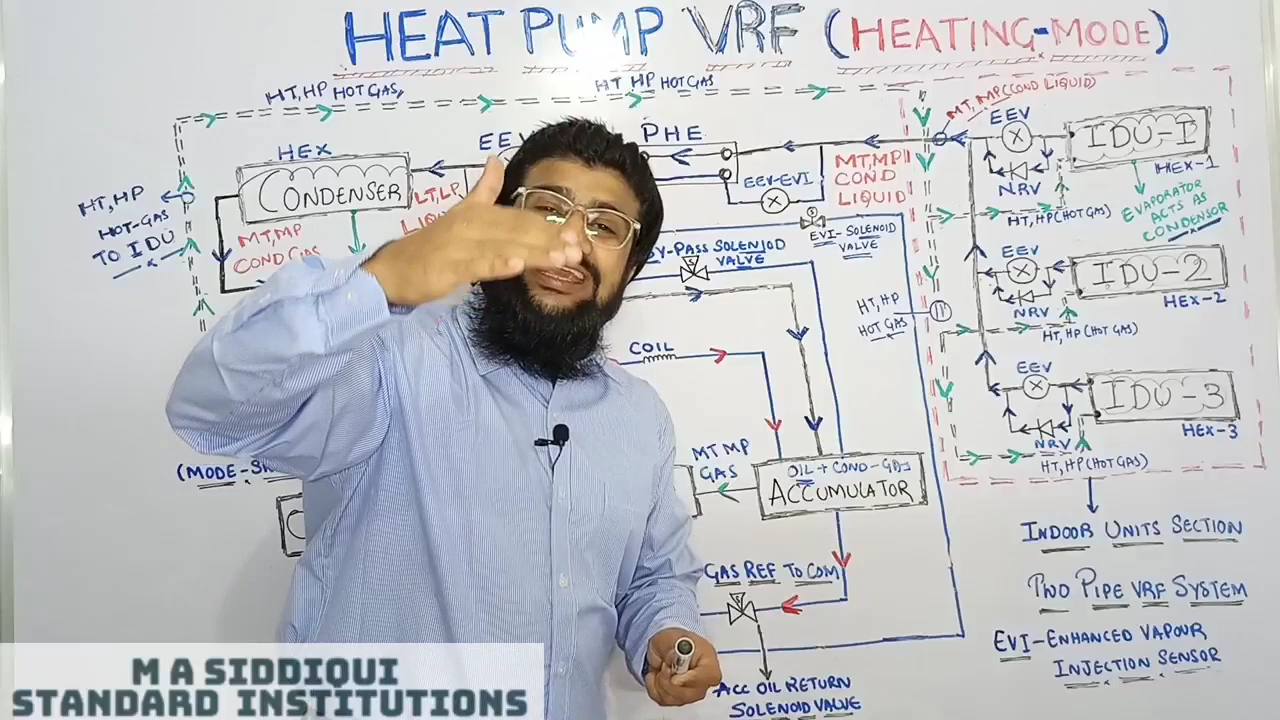 HEAT PUMP VRF (HEATING-MODE)
HT, HP HOT GAS,
HT, HP HOT GAS
MT, MP (COND LIQUID)
HEX
CONDENSER
EE
PHE
EEV
IDU-1
HEX-1
NRV
HT, HP (HOT GAS)
EVAPORATOR
ACTS AS
CONDENSOR
HT, HP
HOT-GAS
TO IDU
MT, MP
COND GAS
LT, LP
EEV-EVI
MT, MP
COND
LIQUID
EVI-SOLENOID
VALVE
Y-PASS SOLENIOD
VALVE
EEV
IDU-2
HEX-2
NRV
HT, HP (HOT GAS)
HT, HP
HOT GAS
COIL
EEV
IDU-3
HEX-3
NRV
HT, HP (HOT GAS)
(MODE-S
MT MP
GAS
OIL + COND-GAS
ACCUMULATOR
GAS REF TO COM
ACC OIL RETURN
SOLENOID VALVE
INDOOR UNITS SECTION
TWO PIPE VRF SYSTEM
EVI-ENHANCED VAPOUR
INJECTION SENSOR
M A SIDDIQUI
STANDARD INSTITUTIONS